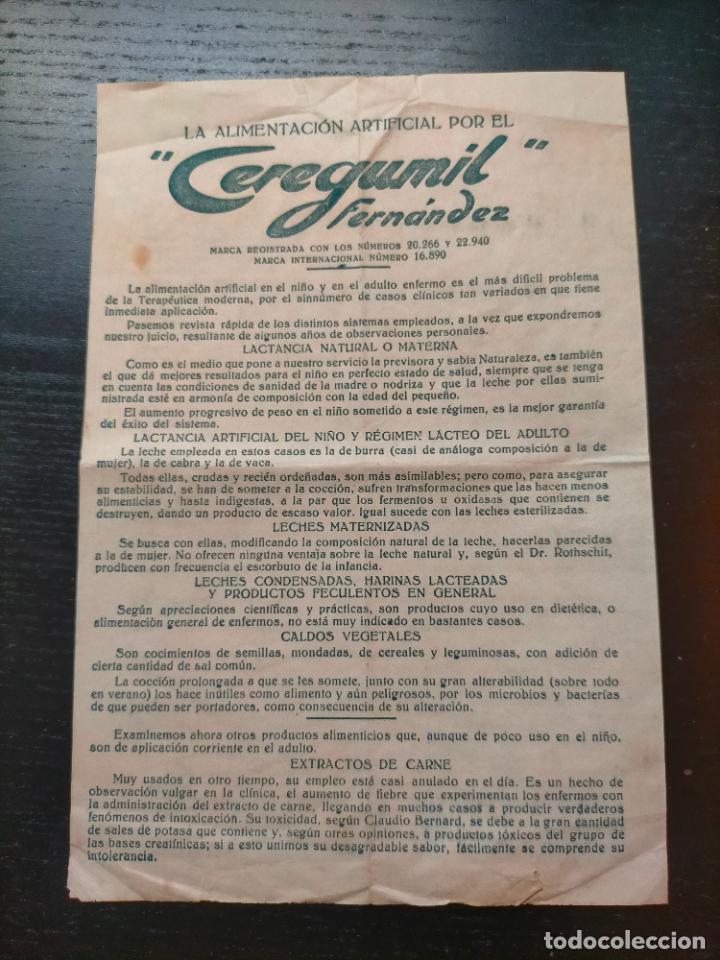 LA ALIMENTACIÓN ARTIFICIAL POR EL
"Ceregumil"
Fernández
MARCA REGISTRADA CON LOS NÚMEROS 20.266 Y 22.940
MARCA INTERNACIONAL NÚMERO 16.890
La alimentación artificial en el niño y en el adulto enfermo es el más difícil problema
de la Terapéutica moderna, por el sinnúmero de casos clínicos tan variados en que tiene
inmediata aplicación.
Pasemos revista rápida de los distintos sistemas empleados, a la vez que expondremos
nuestro juicio, resultante de algunos años de observaciones personales.
LACTANCIA NATURAL O MATERNA
Como es el medio que pone a nuestro servicio la previsora y sabia Naturaleza, es también
el que dá mejores resultados para el niño en perfecto estado de salud, siempre que se tenga
en cuenta las condiciones de sanidad de la madre o nodriza y que la leche por ellas sumi-
nistrada esté en armonía de composición con la edad del pequeño.
El aumento progresivo de peso en el niño sometido a este régimen, es la mejor garantía
del éxito del sistema.
LACTANCIA ARTIFICIAL DEL NIÑO Y RÉGIMEN LÁCTEO DEL ADULTO
La leche empleada en estos casos es la de burra (casi de análoga composición a la de
mujer), la de cabra y la de vaca.
Todas ellas, crudas y recién ordeñadas, son más asimilables; pero como, para asegurar
su estabilidad, se han de someter a la cocción, sufren transformaciones que las hacen menos
alimenticias y hasta indigestas, a la par que los fermentos u oxidasas que contienen se
destruyen, dando un producto de escaso valor. Igual sucede con las leches esterilizadas.
LECHES MATERNIZADAS
Se busca con ellas, modificando la composición natural de la leche, hacerlas parecidas
a la de mujer. No ofrecen ninguna ventaja sobre la leche natural y, según el Dr. Rothschit,
producen con frecuencia el escorbuto de la infancia.
LECHES CONDENSADAS, HARINAS LACTEADAS
Y PRODUCTOS FECULENTOS EN GENERAL
Según apreciaciones científicas y prácticas, son productos cuyo uso en dietética, o
alimentación general de enfermos, no está muy indicado en bastantes casos.
CALDOS VEGETALES
Son cocimientos de semillas, mondadas, de cereales y leguminosas, con adición de
cierta cantidad de sal común.
La cocción prolongada a que se les somete, junto con su gran alterabilidad (sobre todo
en verano) los hace inútiles como alimento y aún peligrosos, por los microbios y bacterias
de que pueden ser portadores, como consecuencia de su alteración.
Examinemos ahora otros productos alimenticios que, aunque de poco uso en el niño,
son de aplicación corriente en el adulto.
EXTRACTOS DE CARNE
Muy usados en otro tiempo, su empleo está casi anulado en el día. Es un hecho de
observación vulgar en la clínica, el aumento de fiebre que experimentan los enfermos con
la administración del extracto de carne, llegando en muchos casos a producir verdaderos
fenómenos de intoxicación. Su toxicidad, según Claudio Bernard, se debe a la gran cantidad
de sales de potasa que contiene y, según otras opiniones, a productos tóxicos del grupo de
las bases creatínicas; si a esto unimos su desagradable sabor, fácilmente se comprende su
intolerancia.
todocoleccion
todocoleccion.net